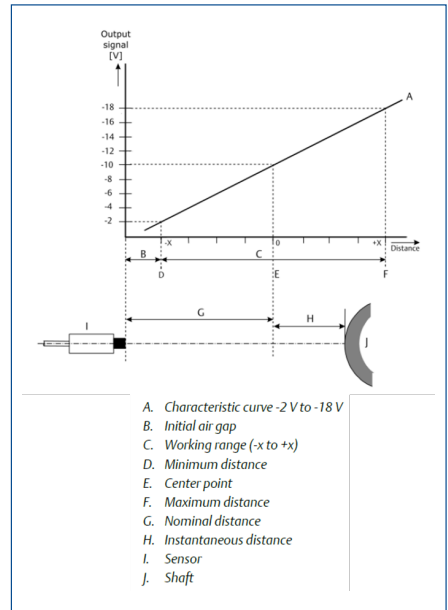 Output
signal
[V]
A
-18
-16
-14
-12
-10
-8
-6
-4
-2
-X
0
+X
Distance
B
C
D
E
F
G
H
I
J
A. Characteristic curve -2 V to -18 V
B. Initial air gap
C. Working range (-x to +x)
D. Minimum distance
E. Center point
F. Maximum distance
G. Nominal distance
H. Instantaneous distance
I. Sensor
J. Shaft